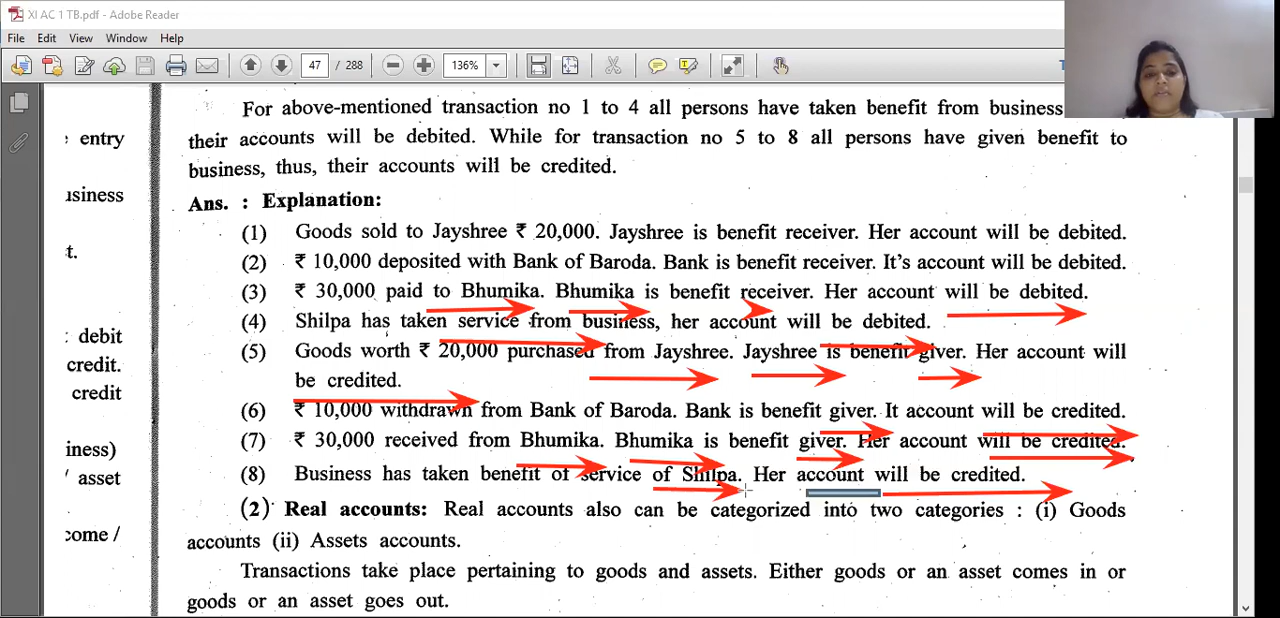 XI AC 1 TB.pdf - Adobe Reader
File Edit View Window Help
47 / 288 136%
For above-mentioned transaction no 1 to 4 all persons have taken benefit from business
: entry their accounts will be debited. While for transaction no 5 to 8 all persons have given benefit to
business, thus, their accounts will be credited.
Ans. : Explanation:
(1) Goods sold to Jayshree ₹ 20,000. Jayshree is benefit receiver. Her account will be debited.
t. (2) ₹ 10,000 deposited with Bank of Baroda. Bank is benefit receiver. It's account will be debited.
(3) ₹ 30,000 paid to Bhumika. Bhumika is benefit receiver. Her account will be debited.
(4) Shilpa has taken service from business, her account will be debited.
: debit
(5) Goods worth ₹ 20,000 purchased from Jayshree. Jayshree is benefit giver. Her account will
credit. be credited.
credit
(6) ₹ 10,000 withdrawn from Bank of Baroda. Bank is benefit giver. It account will be credited.
iness) (7) ₹ 30,000 received from Bhumika. Bhumika is benefit giver. Her account will be credited.
/ asset (8) Business has taken benefit of service of Shilpa. Her account will be credited.
(2) Real accounts: Real accounts also can be categorized into two categories : (i) Goods
come / accounts (ii) Assets accounts.
Transactions take place pertaining to goods and assets. Either goods or an asset comes in or
goods or an asset goes out.